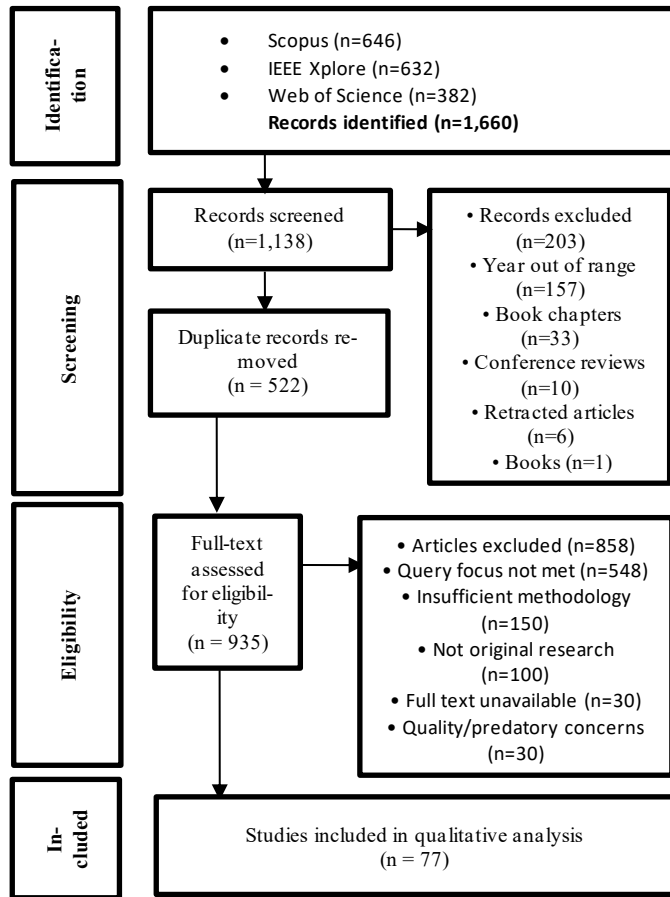 Identifica-
tion
• Scopus (n=646)
• IEEE Xplore (n=632)
• Web of Science (n=382)
Records identified (n=1,660)
Screening
Records screened
(n=1,138)
• Records excluded
(n=203)
• Year out of range
(n=157)
• Book chapters
(n=33)
• Conference reviews
(n=10)
• Retracted articles
(n=6)
• Books (n=1)
Duplicate records re-
moved
(n = 522)
Eligibility
Full-text
assessed
for eligibil-
ity
(n = 935)
• Articles excluded (n=858)
• Query focus not met (n=548)
• Insufficient methodology
(n=150)
• Not original research
(n=100)
• Full text unavailable (n=30)
• Quality/predatory concerns
(n=30)
In-
cluded
Studies included in qualitative analysis
(n = 77)